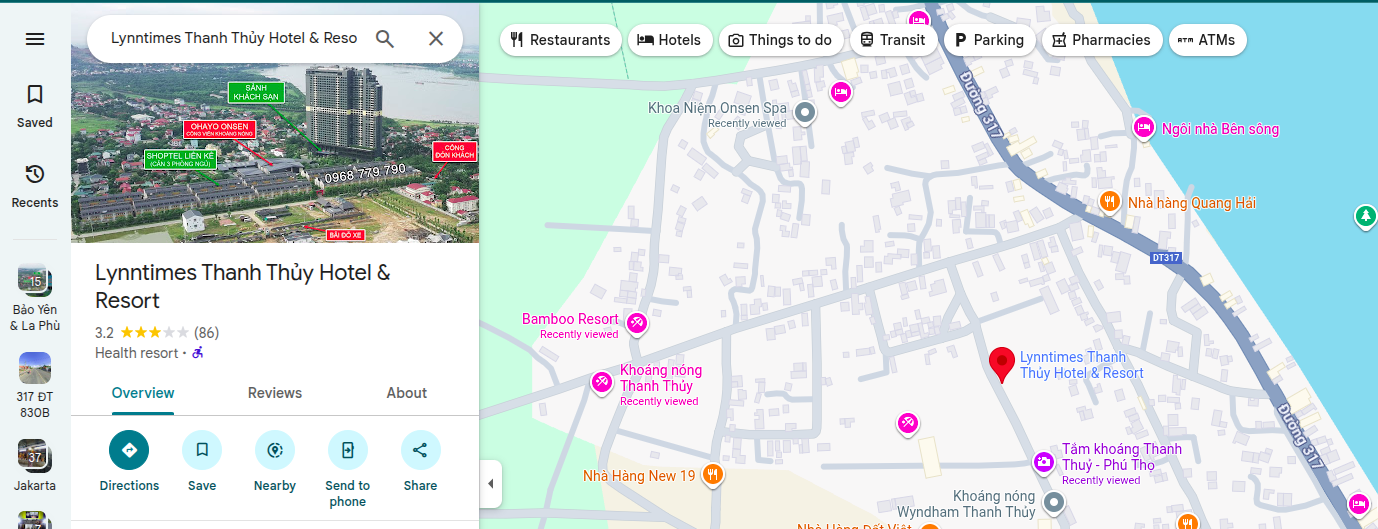 Lynntimes Thanh Thủy Hotel & Reso
Saved
Recents
15
Bảo Yên
& La Phù
317 ĐT
830B
37
Jakarta
SẢNH
KHÁCH SẠN
OHAYO ONSEN
CÔNG VIÊN KHOÁNG NÓNG
SHOPTEL LIỀN KỀ
(CĂN 3 PHÒNG NGỦ)
CỔNG
ĐÓN KHÁCH
0968 779 790
BÃI ĐỖ XE
Lynntimes Thanh Thủy Hotel &
Resort
3.2 (86)
Health resort ·
Overview
Reviews
About
Directions
Save
Nearby
Send to
phone
Share
Restaurants
Hotels
Things to do
Transit
Parking
Pharmacies
ATM ATMs
Đường 317
Khoa Niệm Onsen Spa
Recently viewed
Ngôi nhà Bên sông
Nhà hàng Quang Hải
DT317
Bamboo Resort
Recently viewed
Khoáng nóng
Thanh Thủy
Recently viewed
Lynntimes Thanh
Thủy Hotel & Resort
Đường 317
Tắm khoáng Thanh
Thuỷ - Phú Thọ
Recently viewed
Nhà Hàng New 19
Khoáng nóng
Wyndham Thanh Thủy
Nhà Hàng Đất Việt